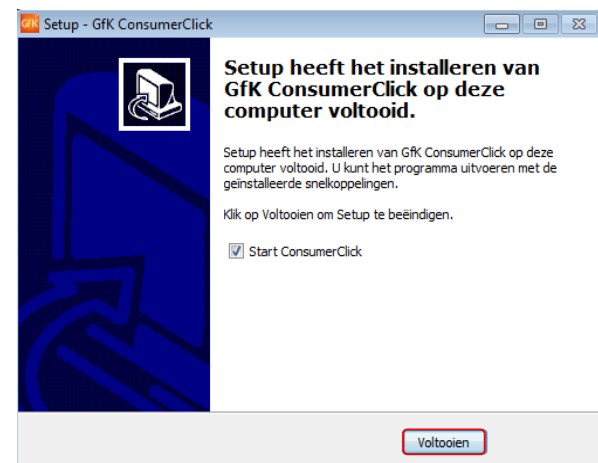 GfK Setup - GfK ConsumerClick
Setup heeft het installeren van
GfK ConsumerClick op deze
computer voltooid.
Setup heeft het installeren van GfK ConsumerClick op deze
computer voltooid. U kunt het programma uitvoeren met de
geïnstalleerde snelkoppelingen.
Klik op Voltooien om Setup te beëindigen.
Start ConsumerClick
Voltooien